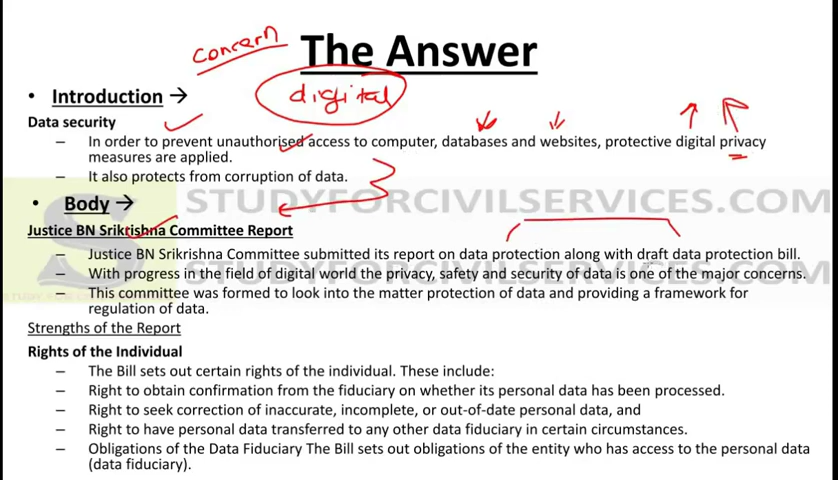 concern
The Answer
• Introduction →
digital
Data security
– In order to prevent unauthorised access to computer, databases and websites, protective digital privacy
measures are applied.
– It also protects from corruption of data.
STUDYFORCIVILSERVICES.COM
• Body →
Justice BN Srikrishna Committee Report
– Justice BN Srikrishna Committee submitted its report on data protection along with draft data protection bill.
– With progress in the field of digital world the privacy, safety and security of data is one of the major concerns.
STUDYFORCIVILSERVICES.COM
– This committee was formed to look into the matter protection of data and providing a framework for
regulation of data.
Strengths of the Report
Rights of the Individual
– The Bill sets out certain rights of the individual. These include:
– Right to obtain confirmation from the fiduciary on whether its personal data has been processed.
– Right to seek correction of inaccurate, incomplete, or out-of-date personal data, and
– Right to have personal data transferred to any other data fiduciary in certain circumstances.
– Obligations of the Data Fiduciary The Bill sets out obligations of the entity who has access to the personal data
(data fiduciary).